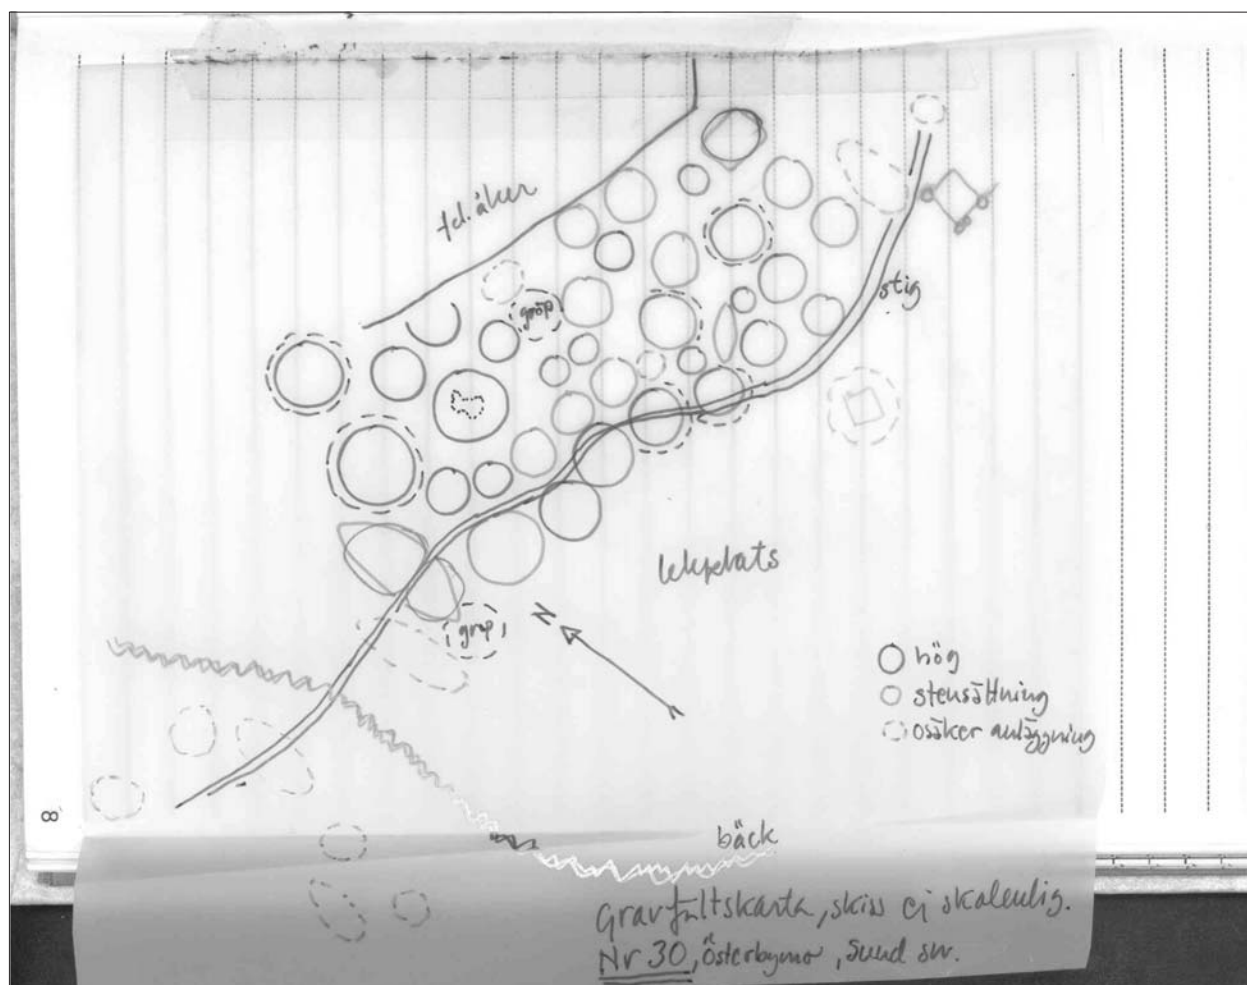 fd. åker
grop
stig
lekplats
N
grop
hög
stensättning
osäker anläggning
bäck
8
Gravfältskarta, skiss ej skalenlig.
Nr 30, Österbymo, Sund sn.